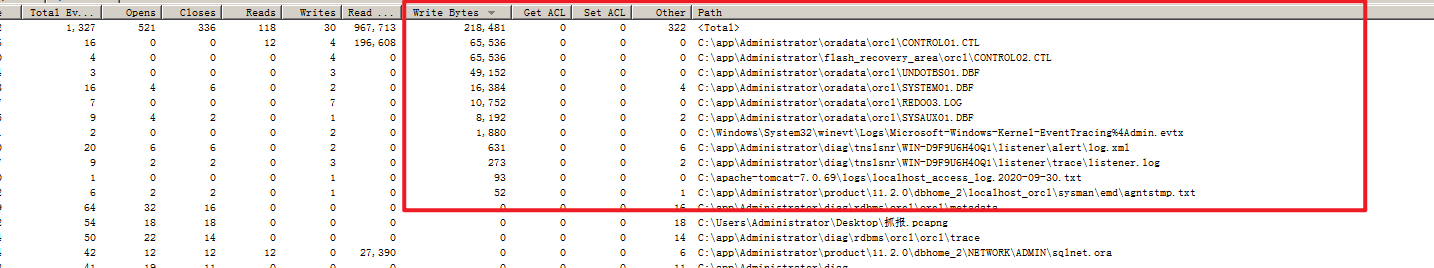 Total Ev... Opens Closes Reads Writes Read ... Write Bytes Get ACL Set ACL Other Path
1,327 521 336 118 30 967,713 218,481 0 0 322 <Total>
16 0 0 12 4 196,608 65,536 0 0 0 C:\app\Administrator\oradata\orcl\CONTROL01.CTL
4 0 0 0 4 0 65,536 0 0 0 C:\app\Administrator\flash_recovery_area\orcl\CONTROL02.CTL
3 0 0 0 3 0 49,152 0 0 0 C:\app\Administrator\oradata\orcl\UNDOTBS01.DBF
16 4 6 0 2 0 16,384 0 0 4 C:\app\Administrator\oradata\orcl\SYSTEM01.DBF
7 0 0 0 7 0 10,752 0 0 0 C:\app\Administrator\oradata\orcl\REDO03.LOG
9 4 2 0 1 0 8,192 0 0 2 C:\app\Administrator\oradata\orcl\SYSAUX01.DBF
2 0 0 0 2 0 1,880 0 0 0 C:\Windows\System32\winevt\Logs\Microsoft-Windows-Kernel-EventTracing%4Admin.evtx
20 6 6 0 2 0 631 0 0 6 C:\app\Administrator\diag\tnslsnr\WIN-D9F9U6H40Q1\listener\alert\log.xml
9 2 2 0 3 0 273 0 0 2 C:\app\Administrator\diag\tnslsnr\WIN-D9F9U6H40Q1\listener\trace\listener.log
1 0 0 0 1 0 93 0 0 0 C:\apache-tomcat-7.0.69\logs\localhost_access_log.2020-09-30.txt
6 2 2 0 1 0 52 0 0 1 C:\app\Administrator\product\11.2.0\dbhome_2\localhost_orcl\sysman\emd\agntstmp.txt
64 32 16 0 0 0 0 0 0 16 C:\app\Administrator\diag\rdbms\orcl\orcl\metadata
54 18 18 0 0 0 0 0 0 18 C:\Users\Administrator\Desktop\抓报.pcapng
50 22 14 0 0 0 0 0 0 14 C:\app\Administrator\diag\rdbms\orcl\orcl\trace
42 12 12 12 0 27,390 0 0 0 6 C:\app\Administrator\product\11.2.0\dbhome_2\NETWORK\ADMIN\sqlnet.ora
41 19 11 0 0 0 0 0 0 11 C:\app\Administrator\diag